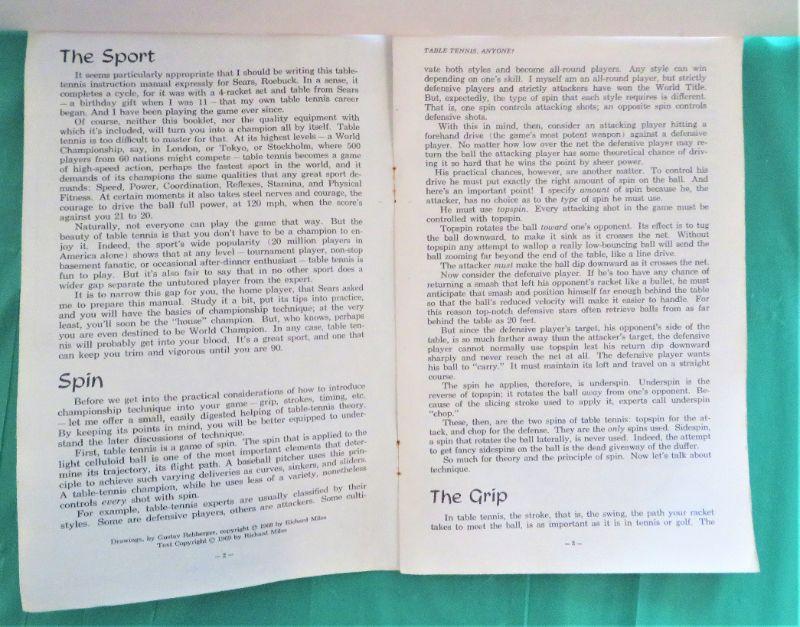 The Sport
It seems particularly appropriate that I should be writing this table-
tennis instruction manual expressly for Sears, Roebuck. In a sense, it
completes a cycle, for it was with a 4-racket set and table from Sears
— a birthday gift when I was 11 — that my own table tennis career
began. And I have been playing the game ever since.
Of course, neither this booklet, nor the quality equipment with
which it's included, will turn you into a champion all by itself. Table
tennis is too difficult to master for that. At its highest levels — a World
Championship, say, in London, or Tokyo, or Stockholm, where 500
players from 60 nations might compete — table tennis becomes a game
of high-speed action, perhaps the fastest sport in the world, and it
demands of its champions the same qualities that any great sport de-
mands: Speed, Power, Coordination, Reflexes, Stamina, and Physical
Fitness. At certain moments it also takes steel nerves and courage, the
courage to drive the ball full power, at 120 mph, when the score's
against you 21 to 20.
Naturally, not everyone can play the game that way. But the
beauty of table tennis is that you don't have to be a champion to en-
joy it. Indeed, the sport's wide popularity (20 million players in
America alone) shows that at any level — tournament player, non-stop
basement fanatic, or occasional after-dinner enthusiast — table tennis is
fun to play. But it's also fair to say that in no other sport does a
wider gap separate the untutored player from the expert.
It is to narrow this gap for you, the home player, that Sears asked
me to prepare this manual. Study it a bit, put its tips into practice,
and you will have the basics of championship technique; at the very
least, you'll soon be the "house" champion. But, who knows, perhaps
you are even destined to be World Champion. In any case, table ten-
nis will probably get into your blood. It's a great sport, and one that
can keep you trim and vigorous until you are 90.
Spin
Before we get into the practical considerations of how to introduce
championship technique into your game — grip, strokes, timing, etc.
— let me offer a small, easily digested helping of table-tennis theory.
By keeping its points in mind, you will be better equipped to under-
stand the later discussions of technique.
First, table tennis is a game of spin. The spin that is applied to the
light celluloid ball is one of the most important elements that deter-
mine its trajectory, its flight path. A baseball pitcher uses this prin-
ciple to achieve such varying deliveries as curves, sinkers, and sliders.
A table-tennis champion, while he uses less of a variety, nonetheless
controls every shot with spin.
For example, table-tennis experts are usually classified by their
styles. Some are defensive players, others are attackers. Some culti-
Drawings, by Gustav Rehberger, copyright © 1968 by Richard Miles
Text Copyright © 1968 by Richard Miles
— 2 —
TABLE TENNIS, ANYONE?
vate both styles and become all-round players. Any style can win
depending on one's skill. I myself am an all-round player, but strictly
defensive players and strictly attackers have won the World Title.
But, expectedly, the type of spin that each style requires is different.
That is, one spin controls attacking shots; an opposite spin controls
defensive shots.
With this in mind, then, consider an attacking player hitting a
forehand drive (the game's most potent weapon) against a defensive
player. No matter how low over the net the defensive player may re-
turn the ball the attacking player has some theoretical chance of driv-
ing it so hard that he wins the point by sheer power.
His practical chances, however, are another matter. To control his
drive he must put exactly the right amount of spin on the ball. And
here's an important point! I specify amount of spin because he, the
attacker, has no choice as to the type of spin he must use.
He must use topspin. Every attacking shot in the game must be
controlled with topspin.
Topspin rotates the ball toward one's opponent. Its effect is to tug
the ball downward, to make it sink as it crosses the net. Without
topspin any attempt to wallop a really low-bouncing ball will send the
ball zooming far beyond the end of the table, like a line drive.
The attacker must make the ball dip downward as it crosses the net.
Now consider the defensive player. If he's too have any chance of
returning a smash that left his opponent's racket like a bullet, he must
anticipate that smash and position himself far enough behind the table
so that the ball's reduced velocity will make it easier to handle. For
this reason top-notch defensive stars often retrieve balls from as far
behind the table as 20 feet.
But since the defensive player's target, his opponent's side of the
table, is so much farther away than the attacker's target, the defensive
player cannot normally use topspin lest his return dip downward
sharply and never reach the net at all. The defensive player wants
his ball to "carry." It must maintain its loft and travel on a straight
course.
The spin he applies, therefore, is underspin. Underspin is the
reverse of topspin; it rotates the ball away from one's opponent. Be-
cause of the slicing stroke used to apply it, experts call underspin
"chop."
These, then, are the two spins of table tennis: topspin for the at-
tack, and chop for the defense. They are the only spins used. Sidespin,
a spin that rotates the ball laterally, is never used. Indeed, the attempt
to get fancy sidespins on the ball is the dead giveaway of the duffer.
So much for theory and the principle of spin. Now let's talk about
technique.
The Grip
In table tennis, the stroke, that is, the swing, the path your racket
takes to meet the ball, is as important as it is in tennis or golf. The
— 3 —